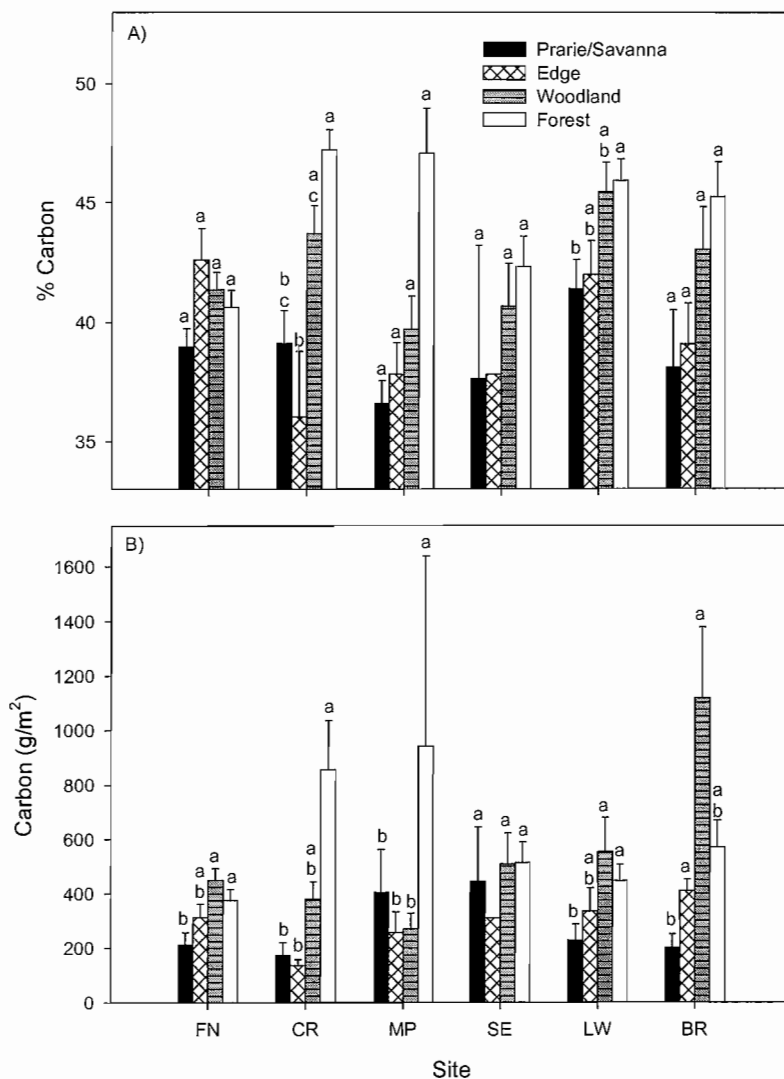 A)
Prarie/Savanna
Edge
Woodland
Forest
% Carbon
50
45
40
35
a
a
a
a
b
c
b
a
c
a
a
a
a
a
a
a
a
b
a
b
a
b
a
a
a
a
a
B)
Carbon (g/m²)
1600
1400
1200
1000
800
600
400
200
0
b
a
b
a
a
b
b
a
b
a
b
b
b
a
a
a
a
b
a
b
a
a
b
a
a
a
b
FN
CR
MP
SE
LW
BR
Site